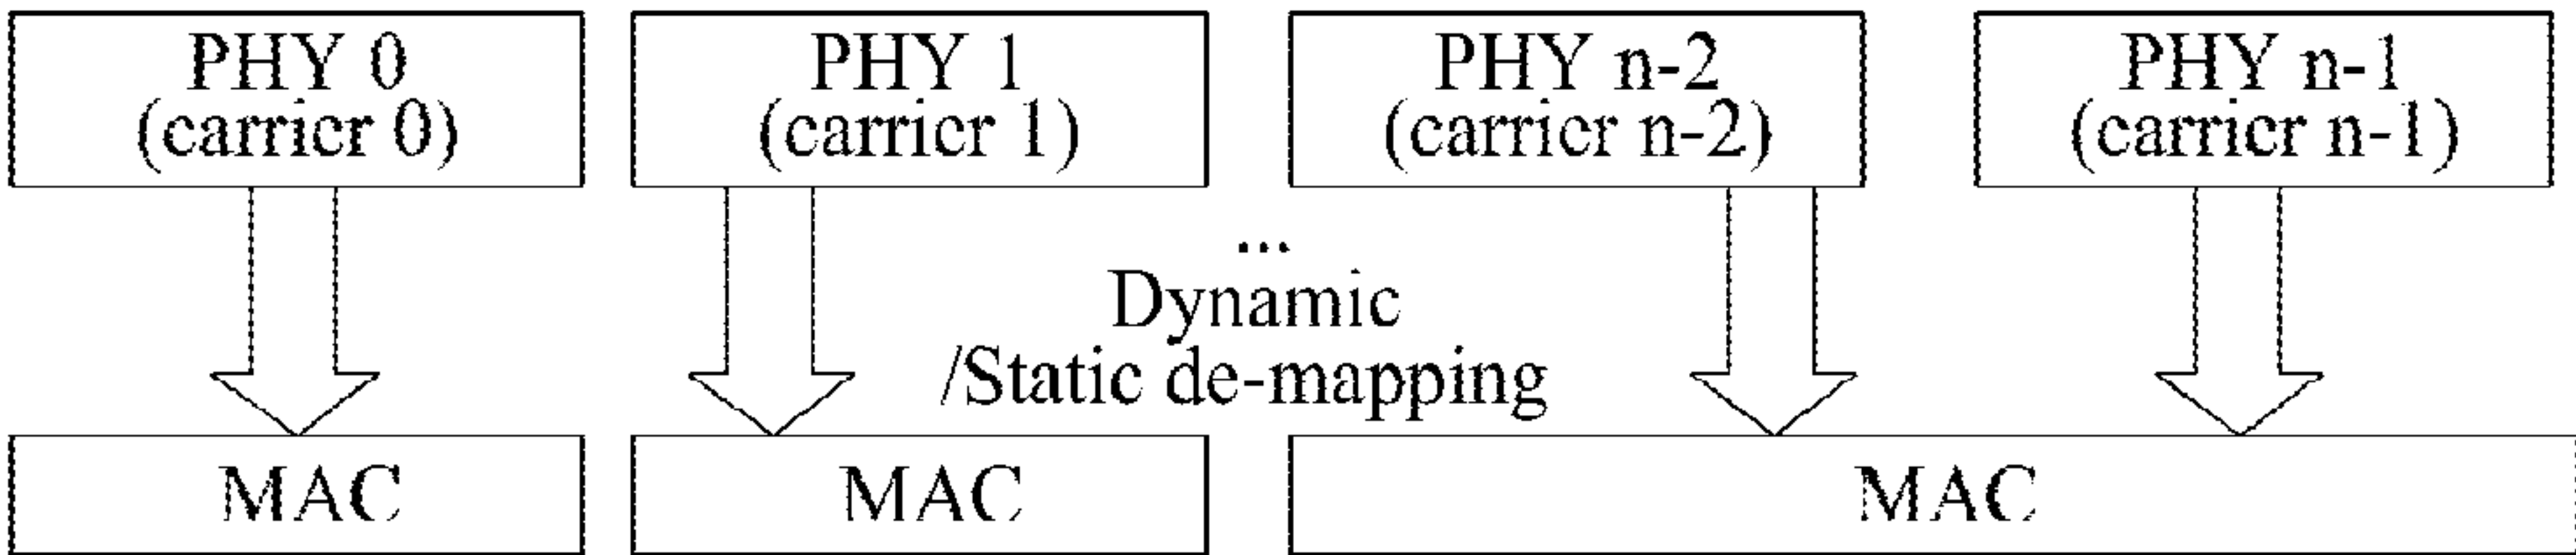 PHY 0
(carrier 0)
PHY 1
(carrier 1)
PHY n-2
(carrier n-2)
PHY n-1
(carrier n-1)
...
Dynamic
/Static de-mapping
MAC
MAC
MAC